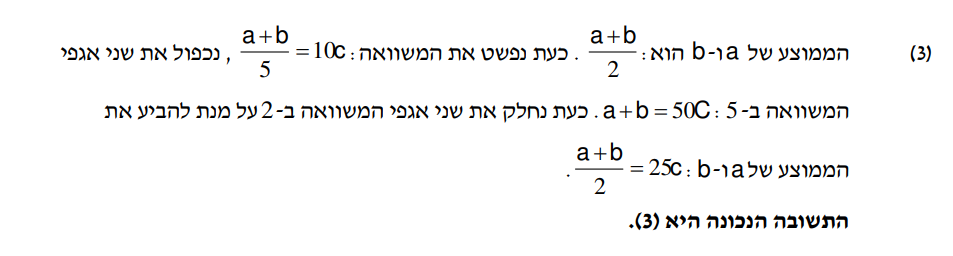 (3) הממוצע של a ו-b הוא: \frac{a+b}{2} . כעת נפשט את המשוואה: \frac{a+b}{5} = 10c , נכפול את שני אגפי
המשוואה ב- 5 : a+b = 50C. כעת נחלק את שני אגפי המשוואה ב-2 על מנת להביע את
הממוצע של a ו-b : \frac{a+b}{2} = 25c .
התשובה הנכונה היא (3).